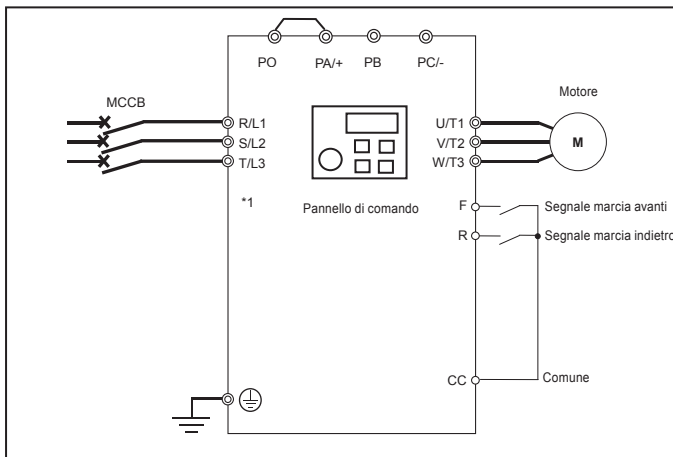 PO PA/+ PB PC/-
MCCB
R/L1
S/L2
T/L3
*1
Pannello di comando
U/T1
V/T2
W/T3
Motore
M
F
Segnale marcia avanti
R
Segnale marcia indietro
CC
Comune